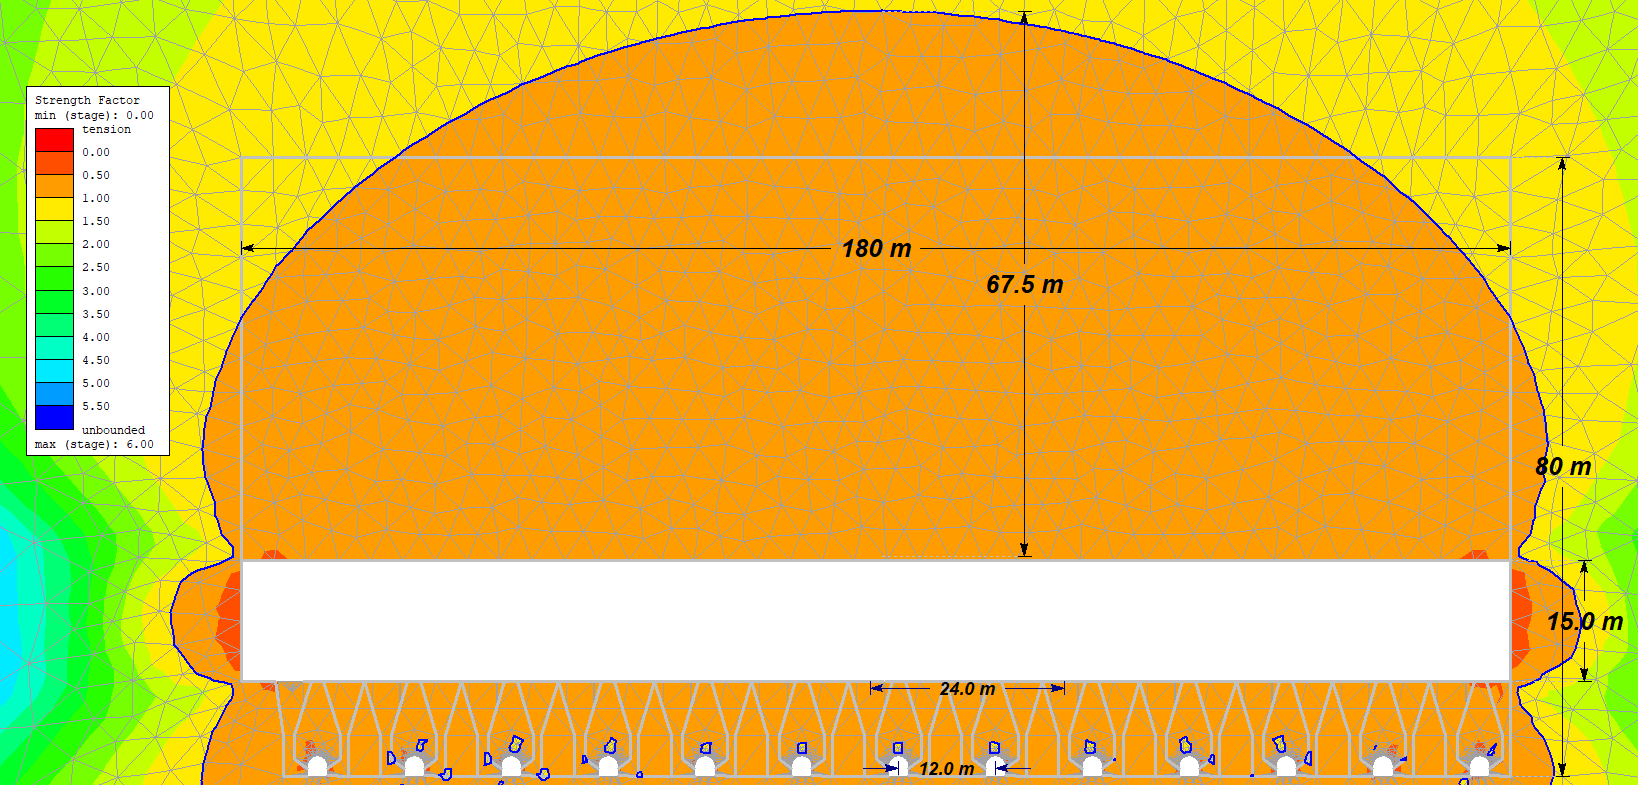 Strength Factor
min (stage): 0.00
tension
0.00
0.50
1.00
1.50
2.00
2.50
3.00
3.50
4.00
4.50
5.00
5.50
unbounded
max (stage): 6.00
180 m
67.5 m
80 m
15.0 m
24.0 m
12.0 m